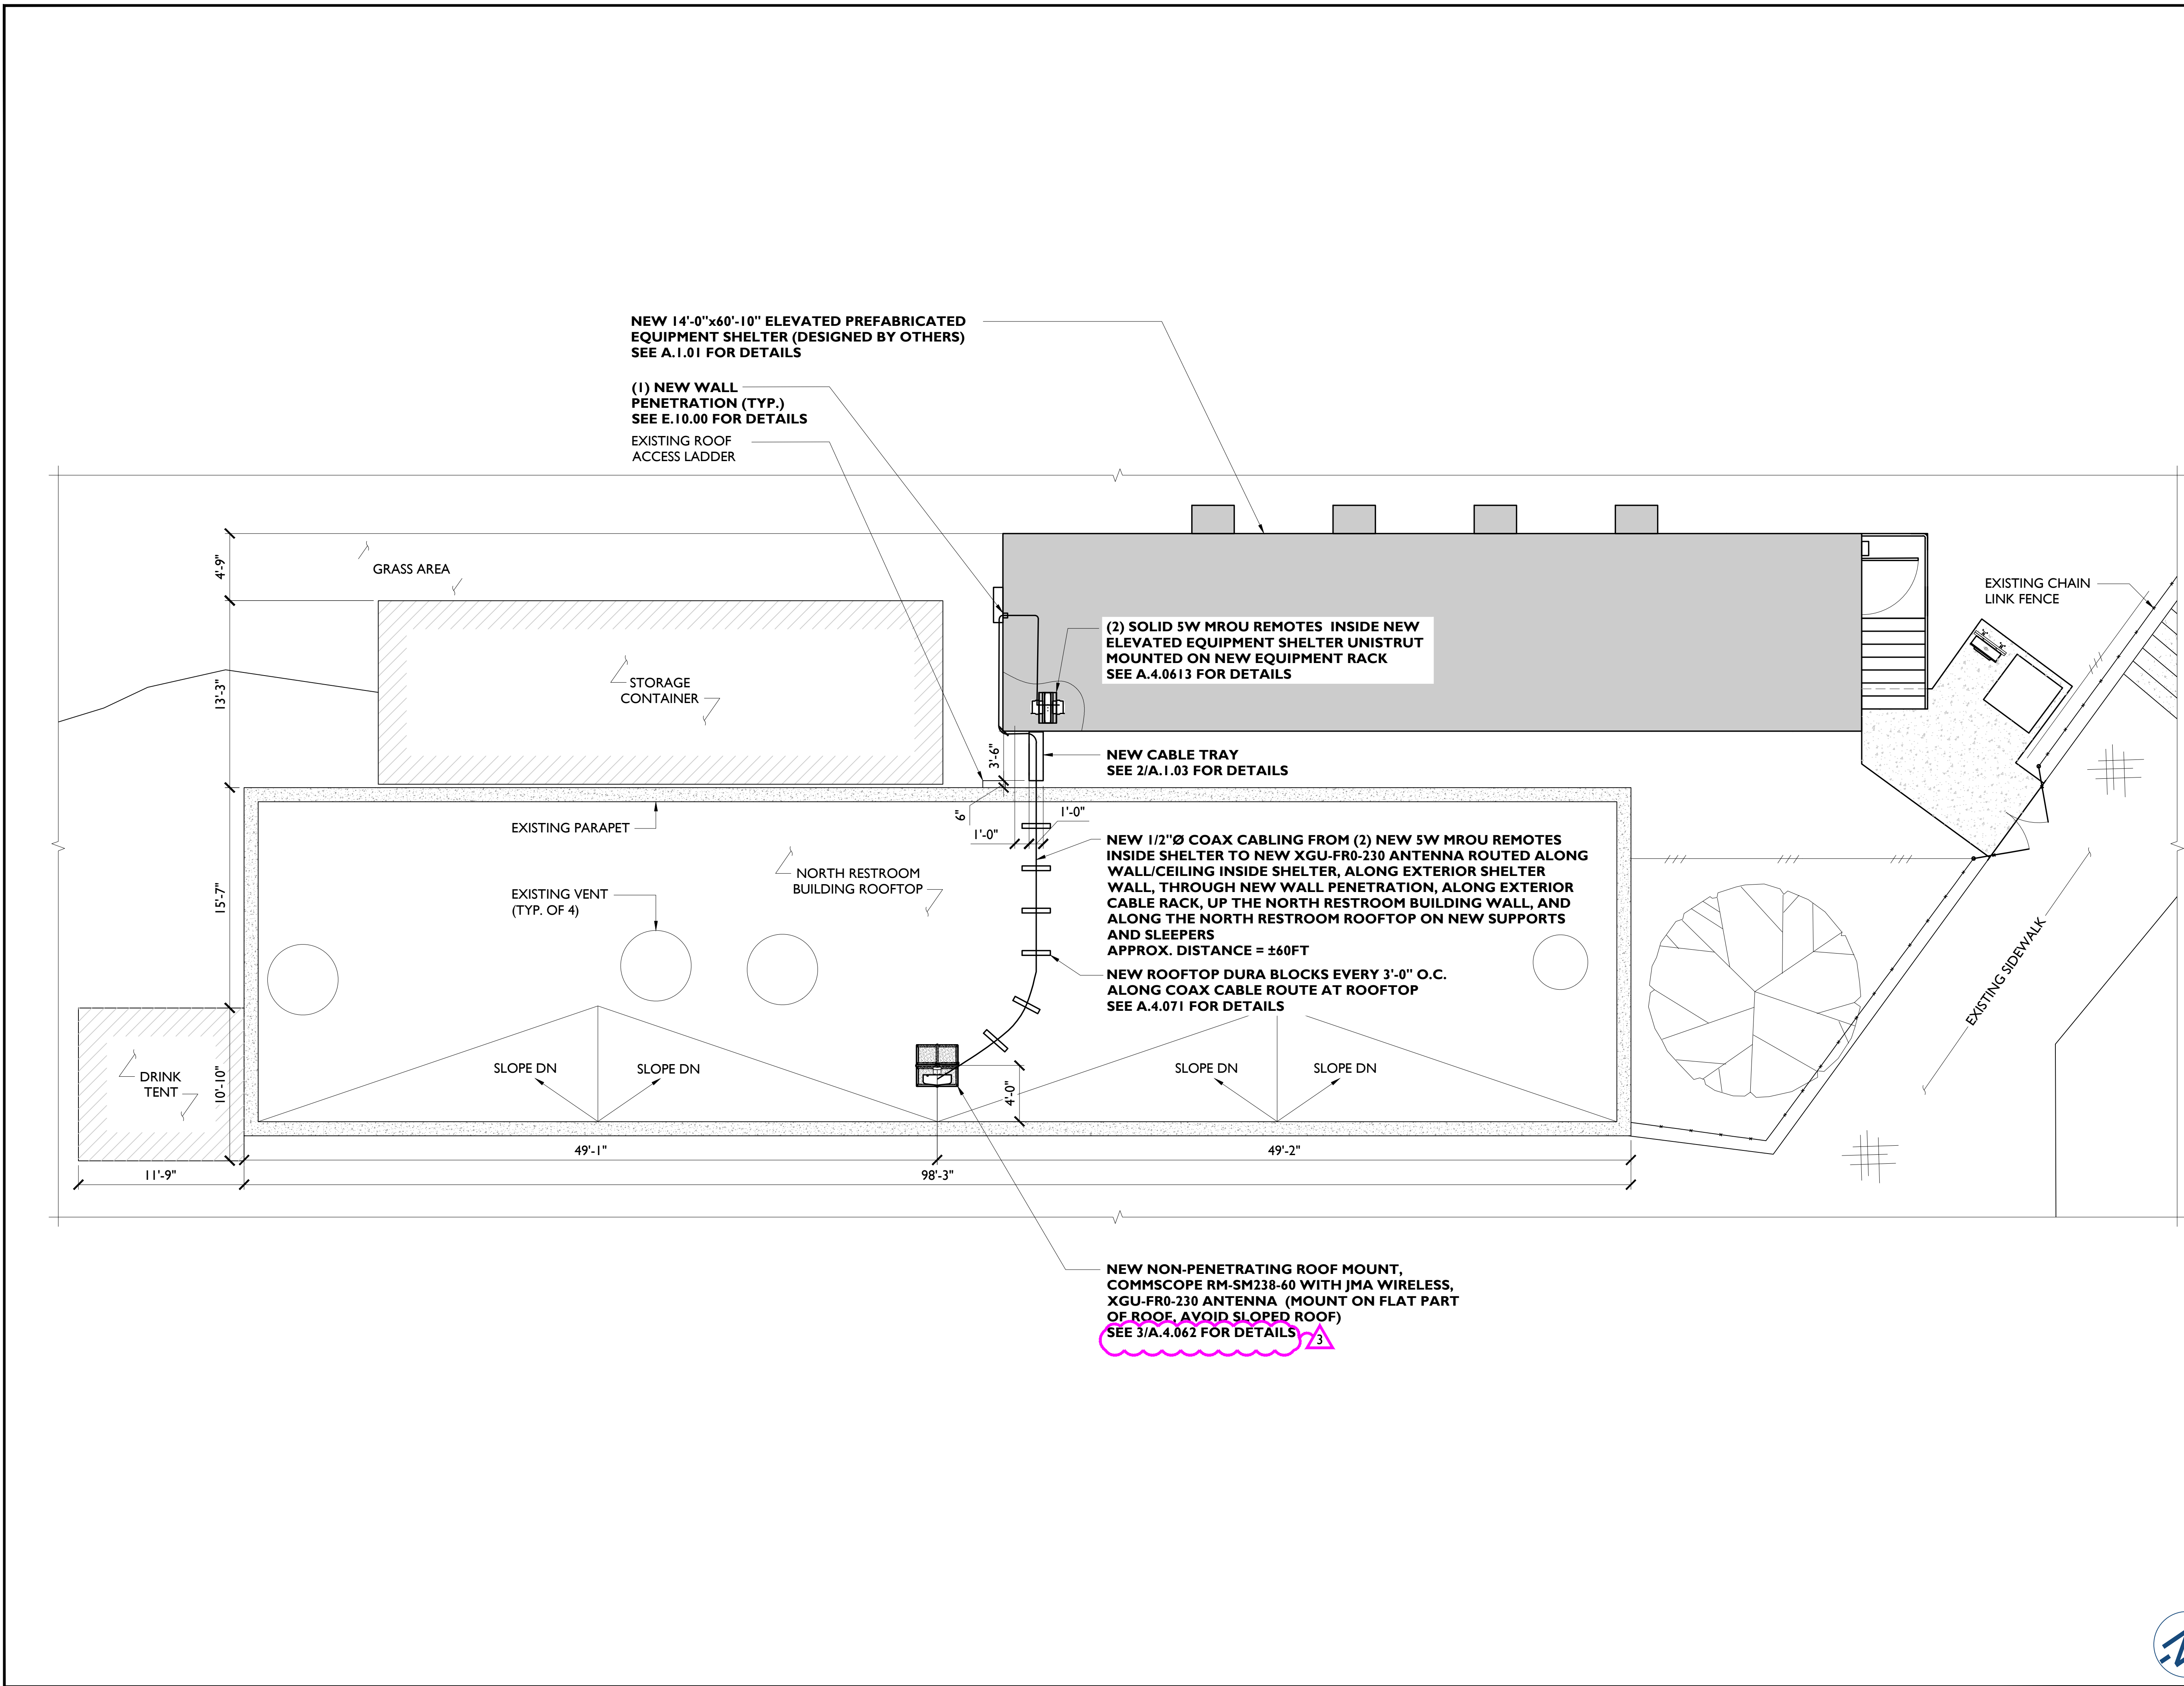 NEW 14'-0"x60'-10" ELEVATED PREFABRICATED
EQUIPMENT SHELTER (DESIGNED BY OTHERS)
SEE A.1.01 FOR DETAILS
(1) NEW WALL
PENETRATION (TYP.)
SEE E.10.00 FOR DETAILS
EXISTING ROOF
ACCESS LADDER
4'-9"
GRASS AREA
EXISTING CHAIN
LINK FENCE
(2) SOLID 5W MROU REMOTES INSIDE NEW
ELEVATED EQUIPMENT SHELTER UNISTRUT
MOUNTED ON NEW EQUIPMENT RACK
SEE A.4.0613 FOR DETAILS
13'-3"
STORAGE
CONTAINER
3'-6"
NEW CABLE TRAY
SEE 2/A.1.03 FOR DETAILS
6"
1'-0"
1'-0"
EXISTING PARAPET
NEW 1/2"Ø COAX CABLING FROM (2) NEW 5W MROU REMOTES
INSIDE SHELTER TO NEW XGU-FR0-230 ANTENNA ROUTED ALONG
WALL/CEILING INSIDE SHELTER, ALONG EXTERIOR SHELTER
WALL, THROUGH NEW WALL PENETRATION, ALONG EXTERIOR
CABLE RACK, UP THE NORTH RESTROOM BUILDING WALL, AND
ALONG THE NORTH RESTROOM ROOFTOP ON NEW SUPPORTS
AND SLEEPERS
APPROX. DISTANCE = ±60FT
NORTH RESTROOM
BUILDING ROOFTOP
15'-7"
EXISTING VENT
(TYP. OF 4)
NEW ROOFTOP DURA BLOCKS EVERY 3'-0" O.C.
ALONG COAX CABLE ROUTE AT ROOFTOP
SEE A.4.071 FOR DETAILS
EXISTING SIDEWALK
DRINK
TENT
10'-10"
SLOPE DN
SLOPE DN
4'-0"
SLOPE DN
SLOPE DN
49'-1"
49'-2"
11'-9"
98'-3"
NEW NON-PENETRATING ROOF MOUNT,
COMMSCOPE RM-SM238-60 WITH JMA WIRELESS,
XGU-FR0-230 ANTENNA (MOUNT ON FLAT PART
OF ROOF, AVOID SLOPED ROOF)
SEE 3/A.4.062 FOR DETAILS
3